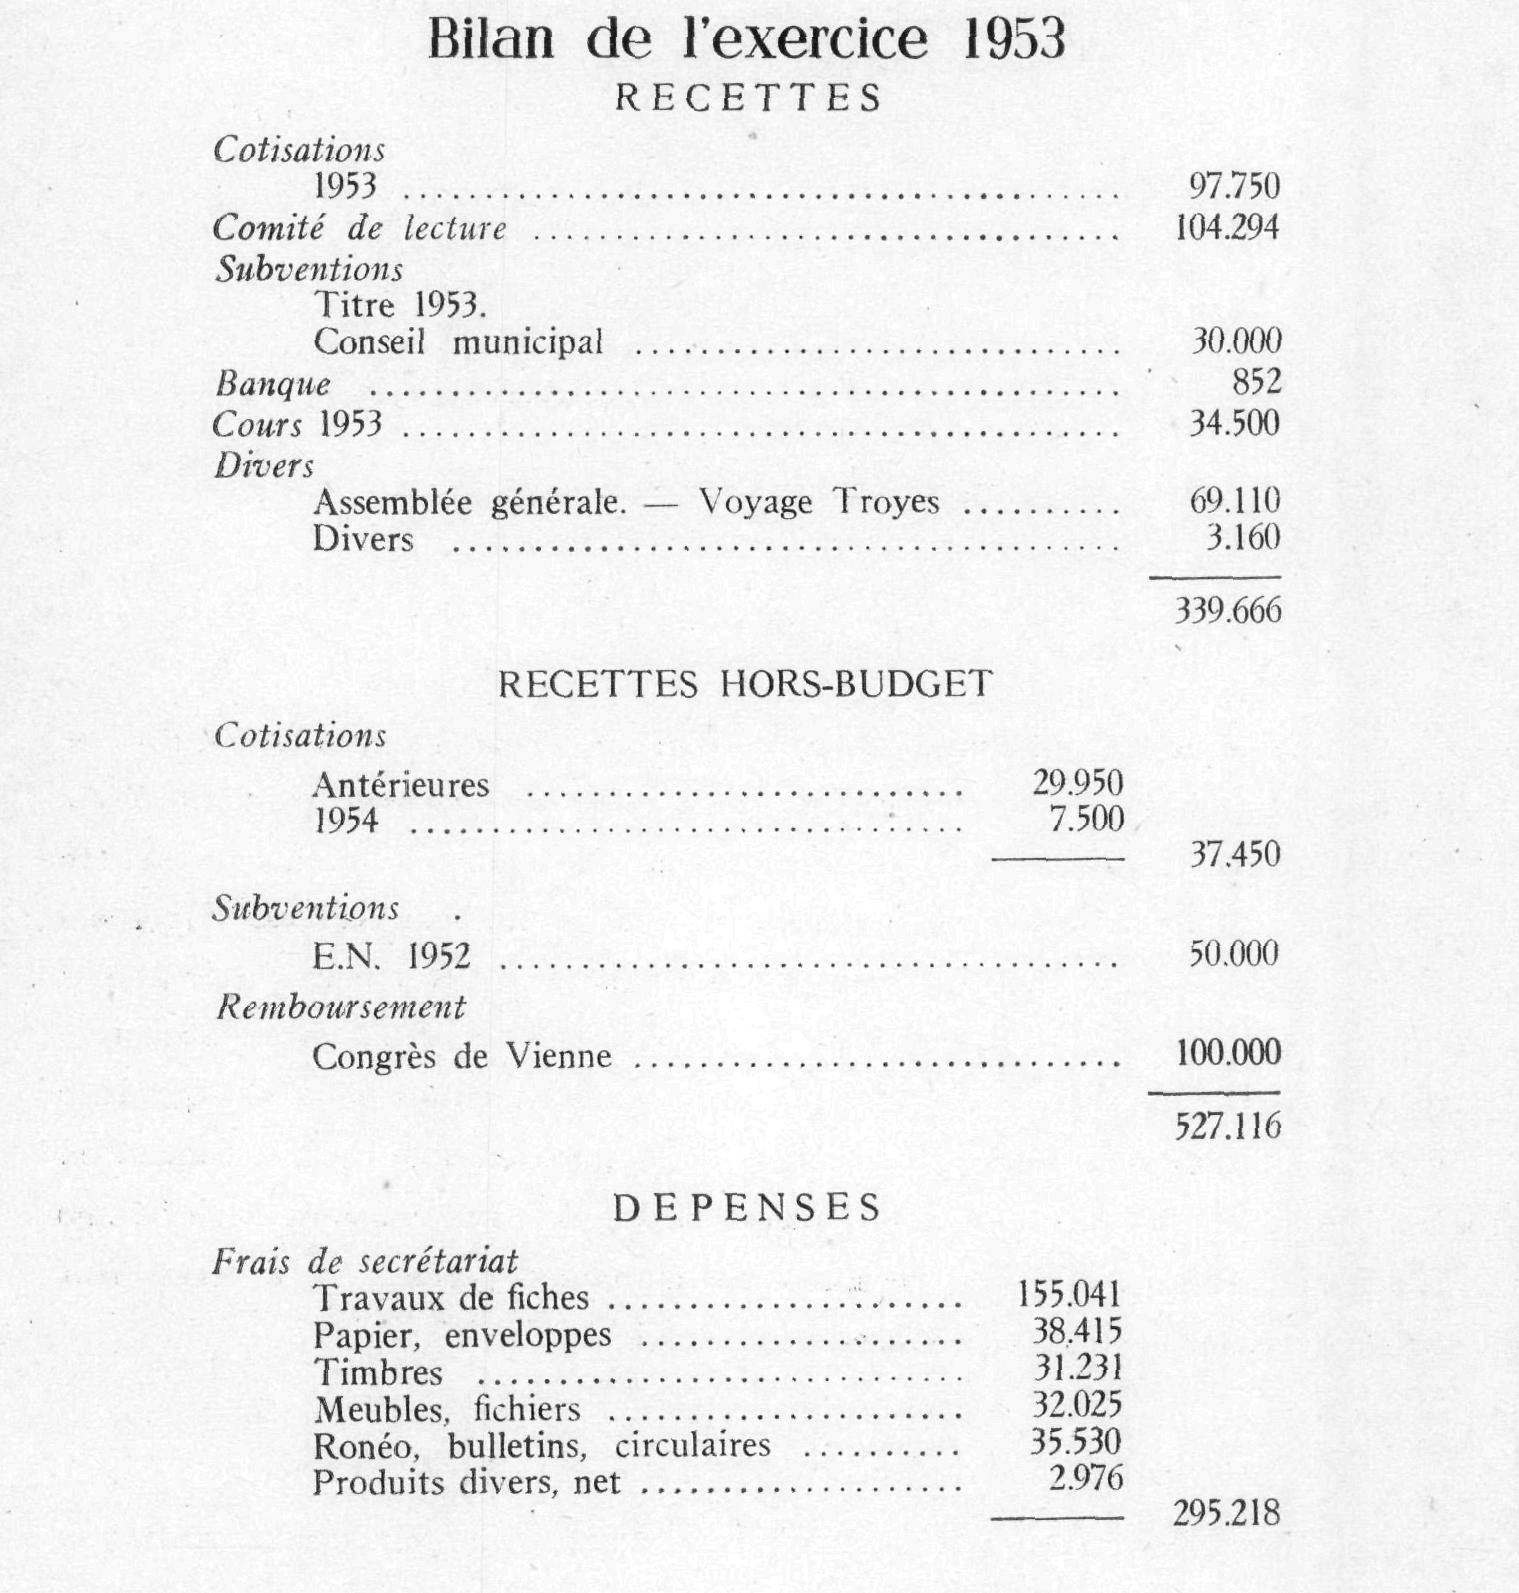 Bilan de l'exercice 1953
RECETTES
Cotisations
1953 ........................................ 97.750
Comité de lecture ........................................ 104.294
Subventions
Titre 1953.
Conseil municipal .............................. 30.000
Banque ........................................ 852
Cours 1953 ........................................ 34.500
Divers
Assemblée générale. — Voyage Troyes .......... 69.110
Divers ........................................ 3.160
339.666
RECETTES HORS-BUDGET
Cotisations
Antérieures ........................... 29.950
1954 .................................. 7.500
37.450
Subventions
E.N. 1952 ...................................... 50.000
Remboursement
Congrès de Vienne .............................. 100.000
527.116
DEPENSES
Frais de secrétariat
Travaux de fiches ...................... 155.041
Papier, enveloppes .................... 38.415
Timbres .............................. 31.231
Meubles, fichiers ...................... 32.025
Ronéo, bulletins, circulaires .......... 35.530
Produits divers, net .................... 2.976
295.218